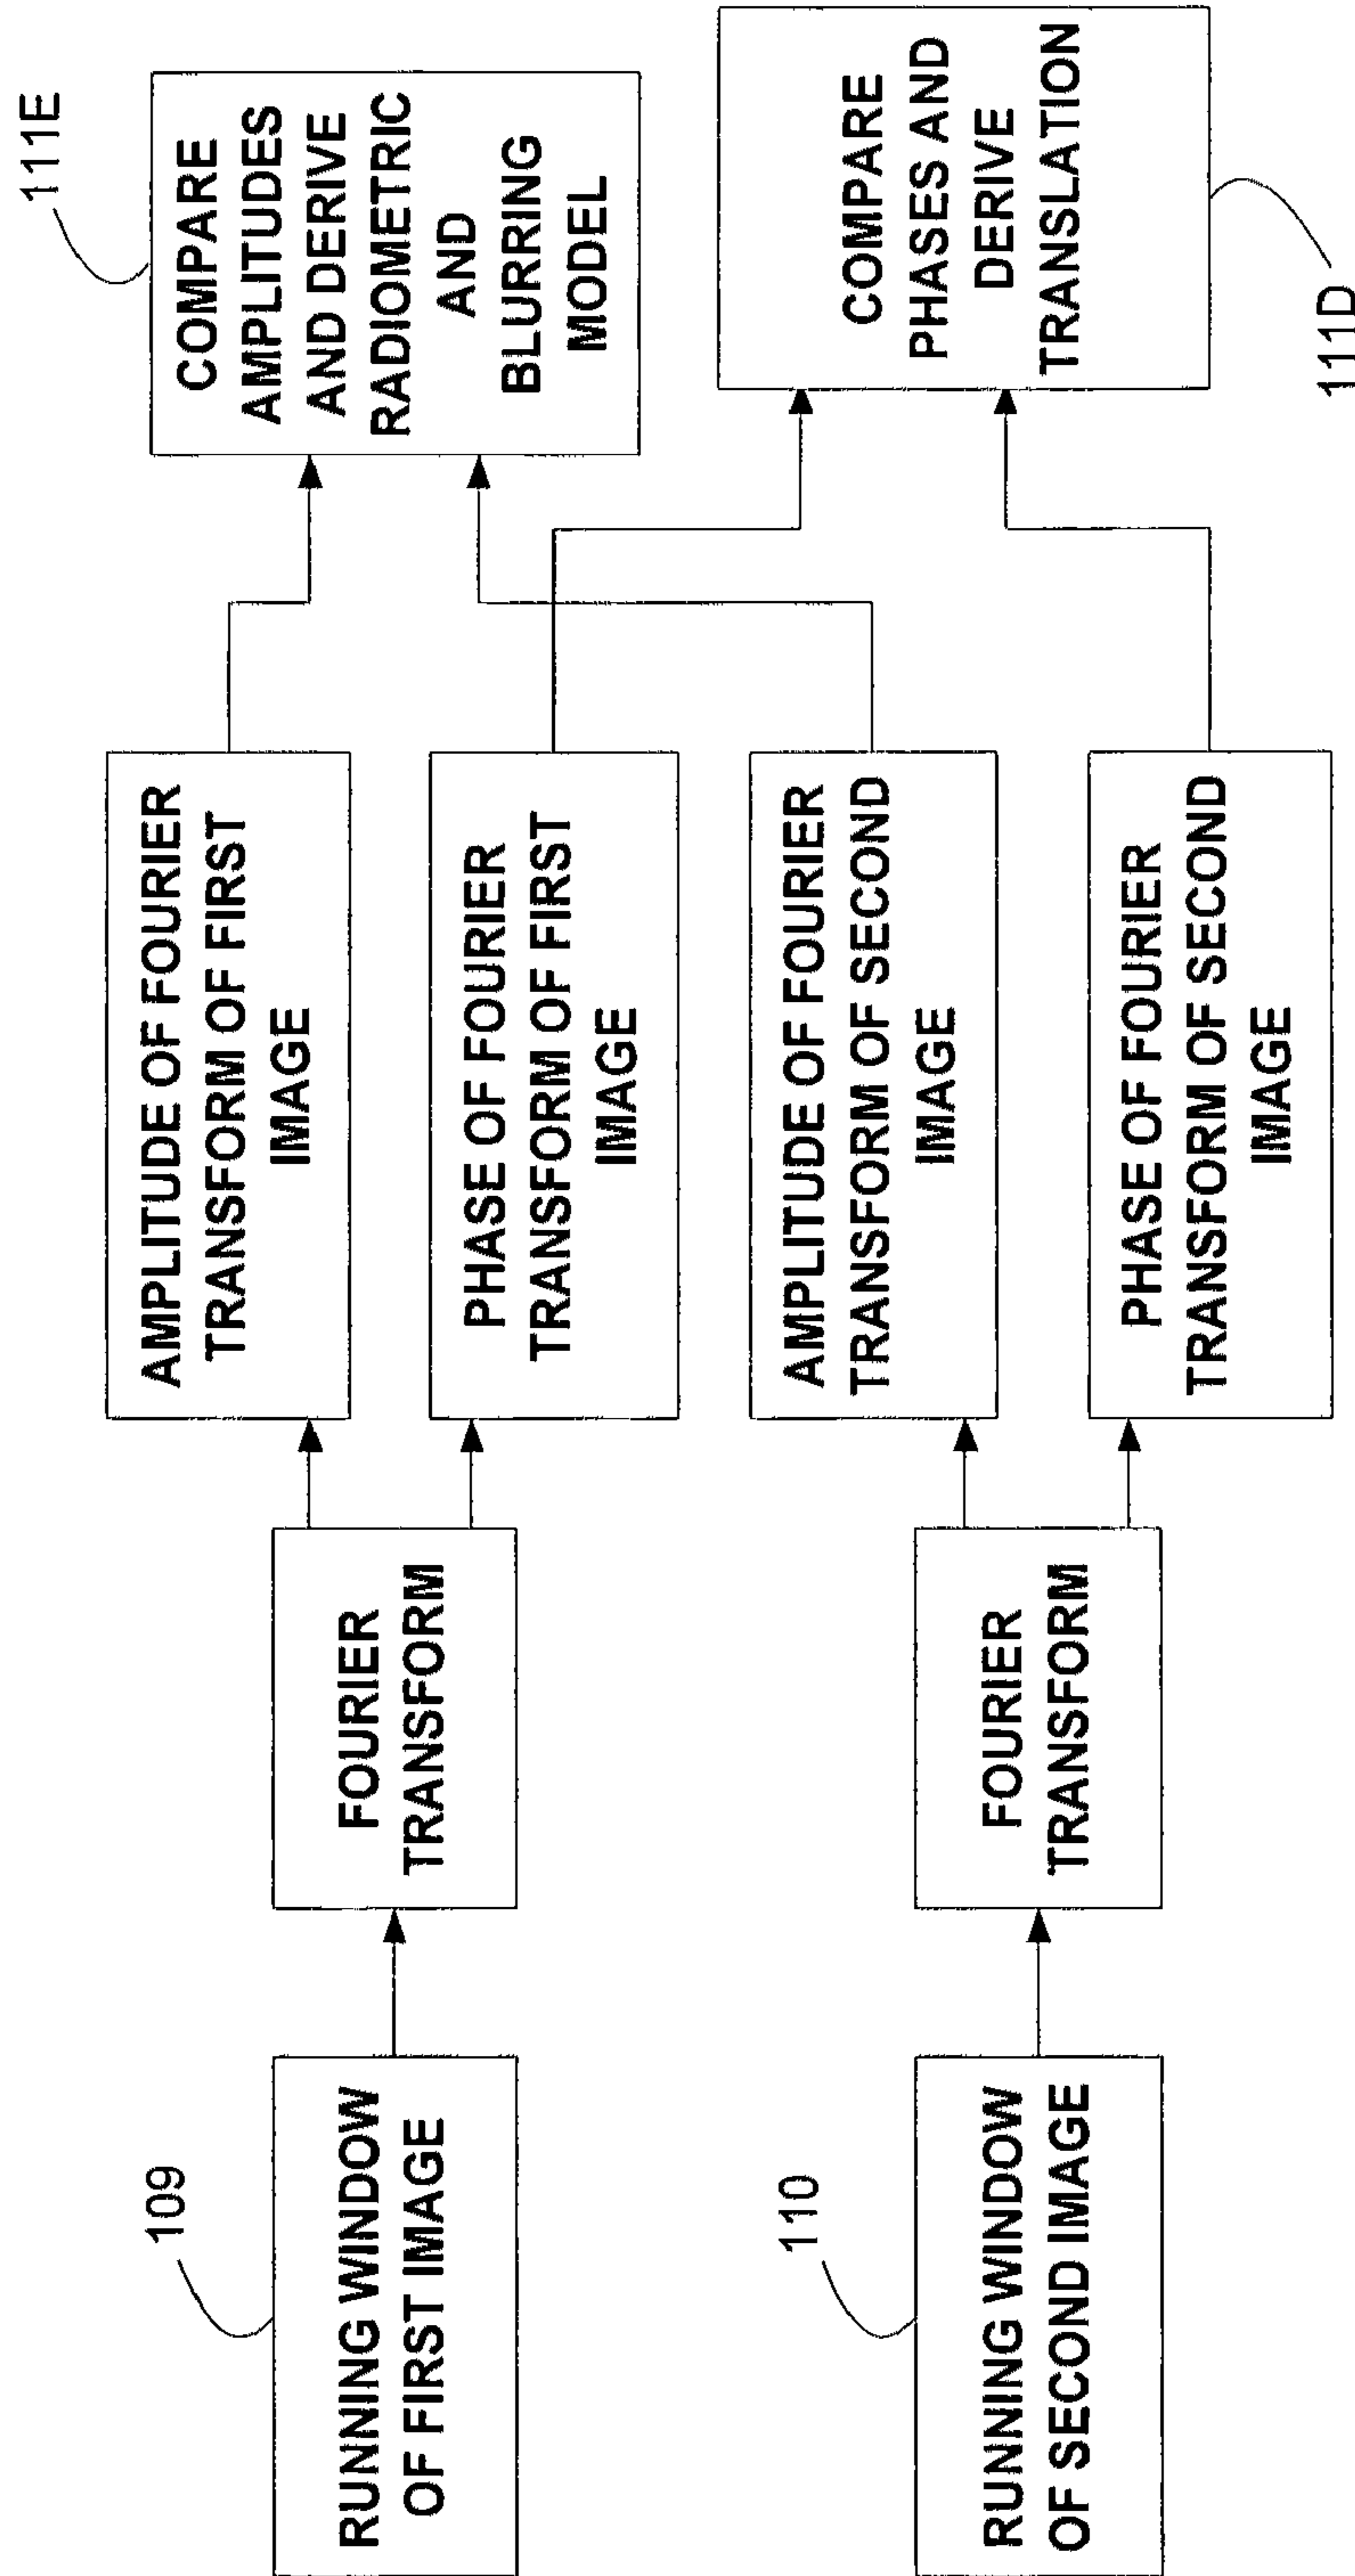 109
RUNNING WINDOW
OF FIRST IMAGE
FOURIER
TRANSFORM
AMPLITUDE OF FOURIER
TRANSFORM OF FIRST
IMAGE
PHASE OF FOURIER
TRANSFORM OF FIRST
IMAGE
111E
COMPARE
AMPLITUDES
AND DERIVE
RADIOMETRIC
AND
BLURRING
MODEL
110
RUNNING WINDOW
OF SECOND IMAGE
FOURIER
TRANSFORM
AMPLITUDE OF FOURIER
TRANSFORM OF SECOND
IMAGE
PHASE OF FOURIER
TRANSFORM OF SECOND
IMAGE
COMPARE
PHASES AND
DERIVE
TRANSLATION
111D